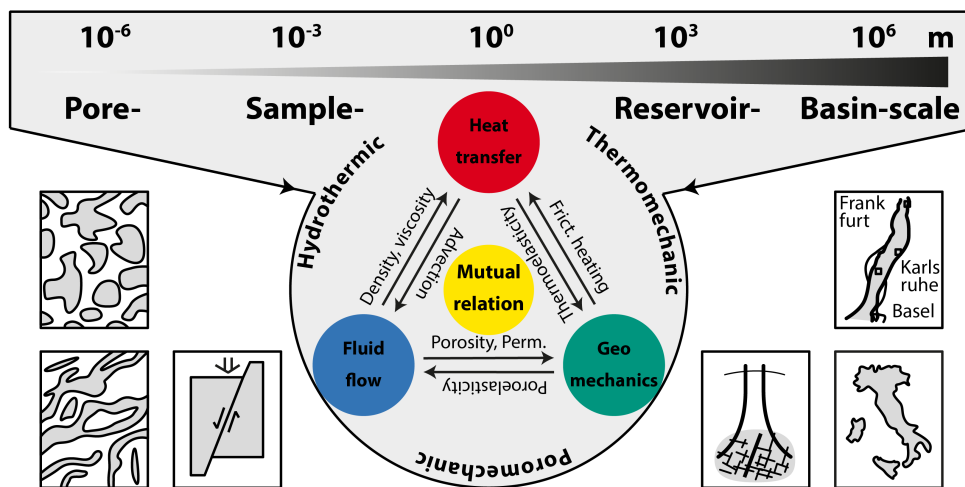 10⁻⁶ 10⁻³ 10⁰ 10³ 10⁶ m
Pore- Sample- Reservoir- Basin-scale
Heat
transfer
Hydrothermic
Thermomechanic
Density, viscosity
Advection
Thermoelasticity
Frict. heating
Mutual
relation
Fluid
flow
Porosity, Perm.
Poroelasticity
Geo
mechanics
Poromechanic
Frank
furt
Karls
ruhe
Basel